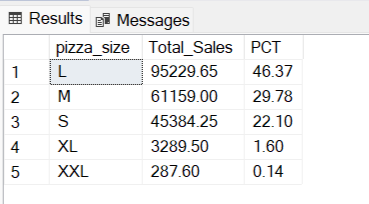 Results Messages
pizza_size Total_Sales PCT
1 L 95229.65 46.37
2 M 61159.00 29.78
3 S 45384.25 22.10
4 XL 3289.50 1.60
5 XXL 287.60 0.14